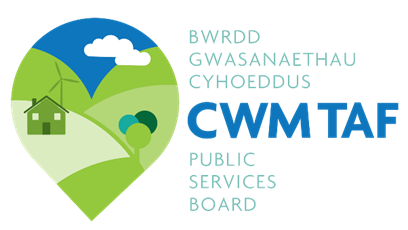 BWRDD
GWASANAETHAU
CYHOEDDUS
CWM TAF
PUBLIC
SERVICES
BOARD